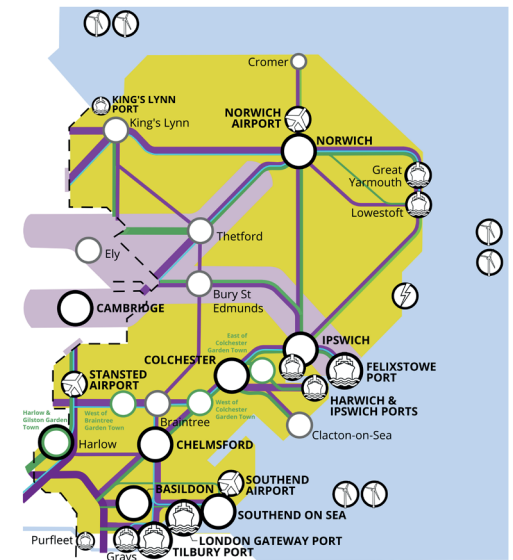 Cromer
KING'S LYNN
PORT
King's Lynn
NORWICH
AIRPORT
NORWICH
Great
Yarmouth
Lowestoft
Thetford
Ely
Bury St
Edmunds
CAMBRIDGE
East of
Colchester
Garden Town
IPSWICH
COLCHESTER
FELIXSTOWE
PORT
STANSTED
AIRPORT
HARWICH &
IPSWICH PORTS
Harlow &
Gilston Garden
Town
West of
Braintree
Garden Town
West of
Colchester
Garden Town
Braintree
Clacton-on-Sea
Harlow
CHELMSFORD
SOUTHEND
AIRPORT
BASILDON
SOUTHEND ON SEA
Purfleet
LONDON GATEWAY PORT
TILBURY PORT
Grays